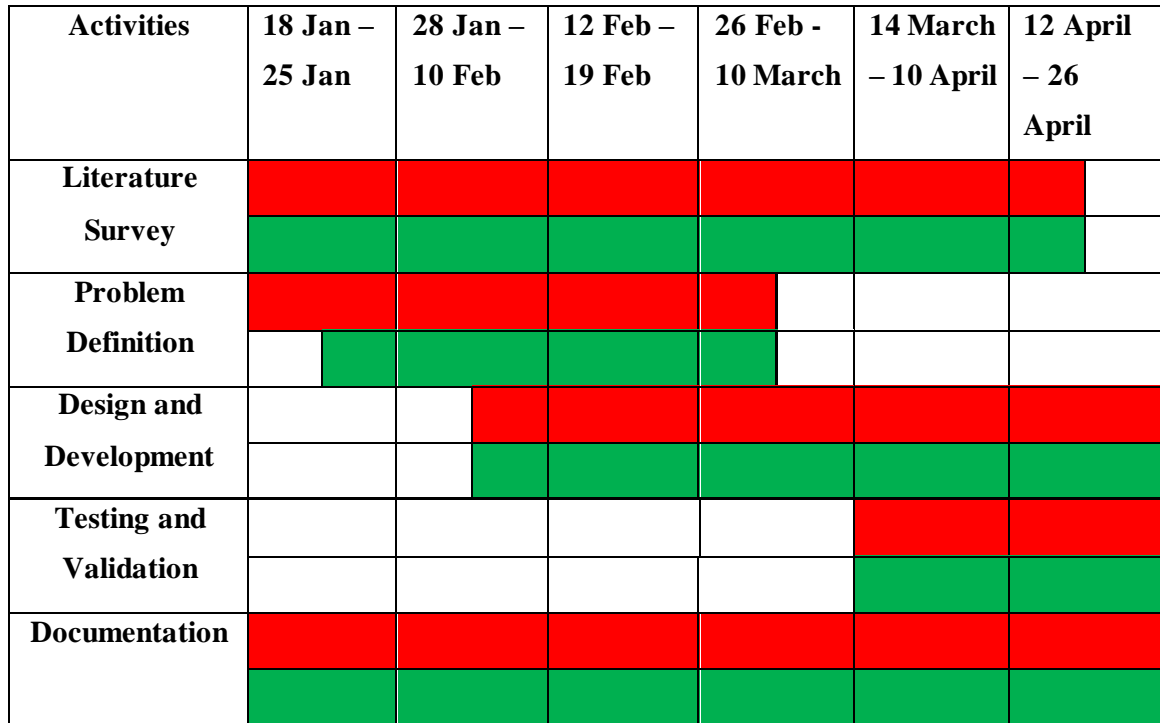 Activities
18 Jan –
25 Jan
28 Jan –
10 Feb
12 Feb –
19 Feb
26 Feb -
10 March
14 March
– 10 April
12 April
– 26
April
Literature
Survey
Problem
Definition
Design and
Development
Testing and
Validation
Documentation